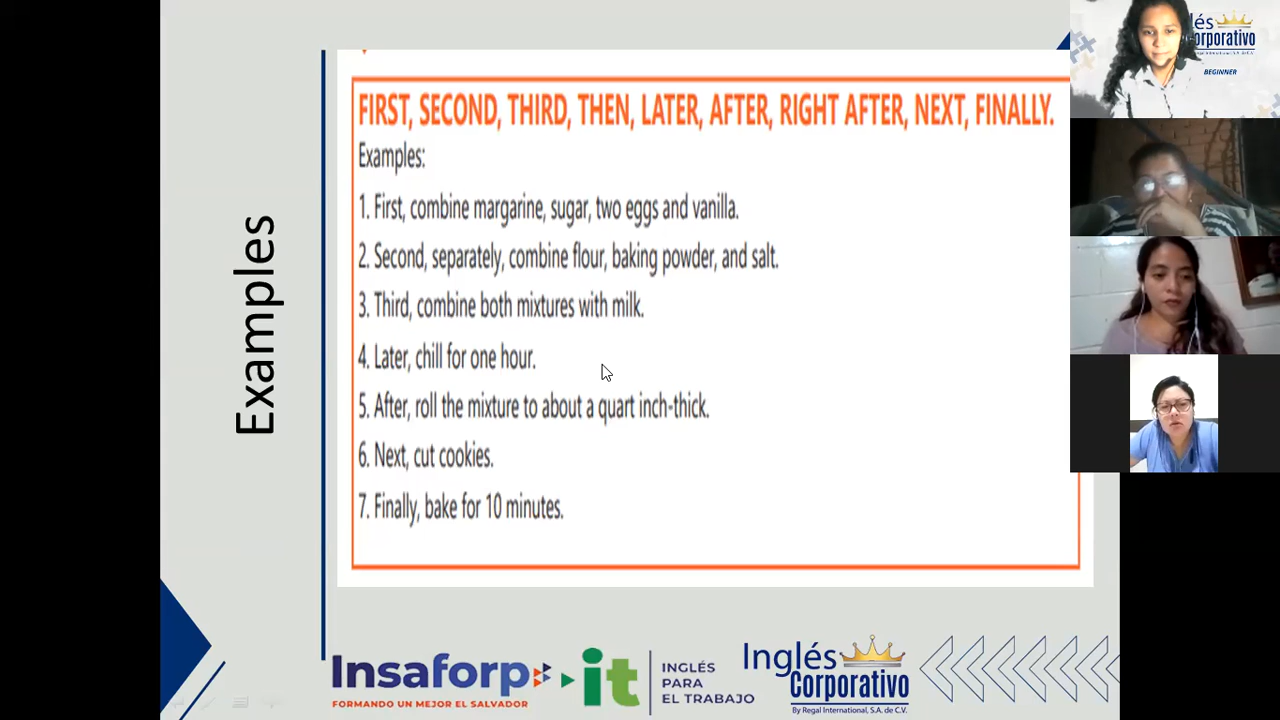 Examples
FIRST, SECOND, THIRD, THEN, LATER, AFTER, RIGHT AFTER, NEXT, FINALLY.
Examples:
1. First, combine margarine, sugar, two eggs and vanilla.
2. Second, separately, combine flour, baking powder, and salt.
3. Third, combine both mixtures with milk.
4. Later, chill for one hour.
5. After, roll the mixture to about a quart inch-thick.
6. Next, cut cookies.
7. Finally, bake for 10 minutes.
Insaforp
FORMANDO UN MEJOR EL SALVADOR
it
INGLÉS
PARA
EL TRABAJO
Inglés
Corporativo
By Regal International, S.A. de C.V.
lés
orporativo
BEGINNER